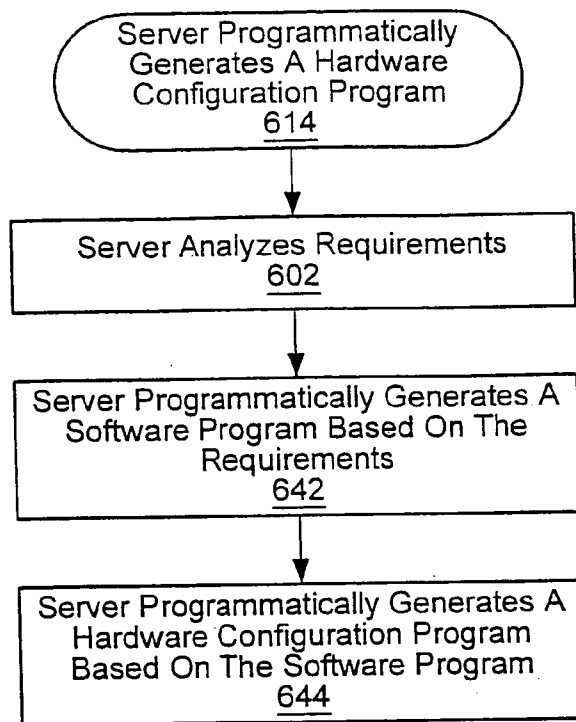 Server Programmatically
Generates A Hardware
Configuration Program
614
Server Analyzes Requirements
602
Server Programmatically Generates A
Software Program Based On The
Requirements
642
Server Programmatically Generates A
Hardware Configuration Program
Based On The Software Program
644